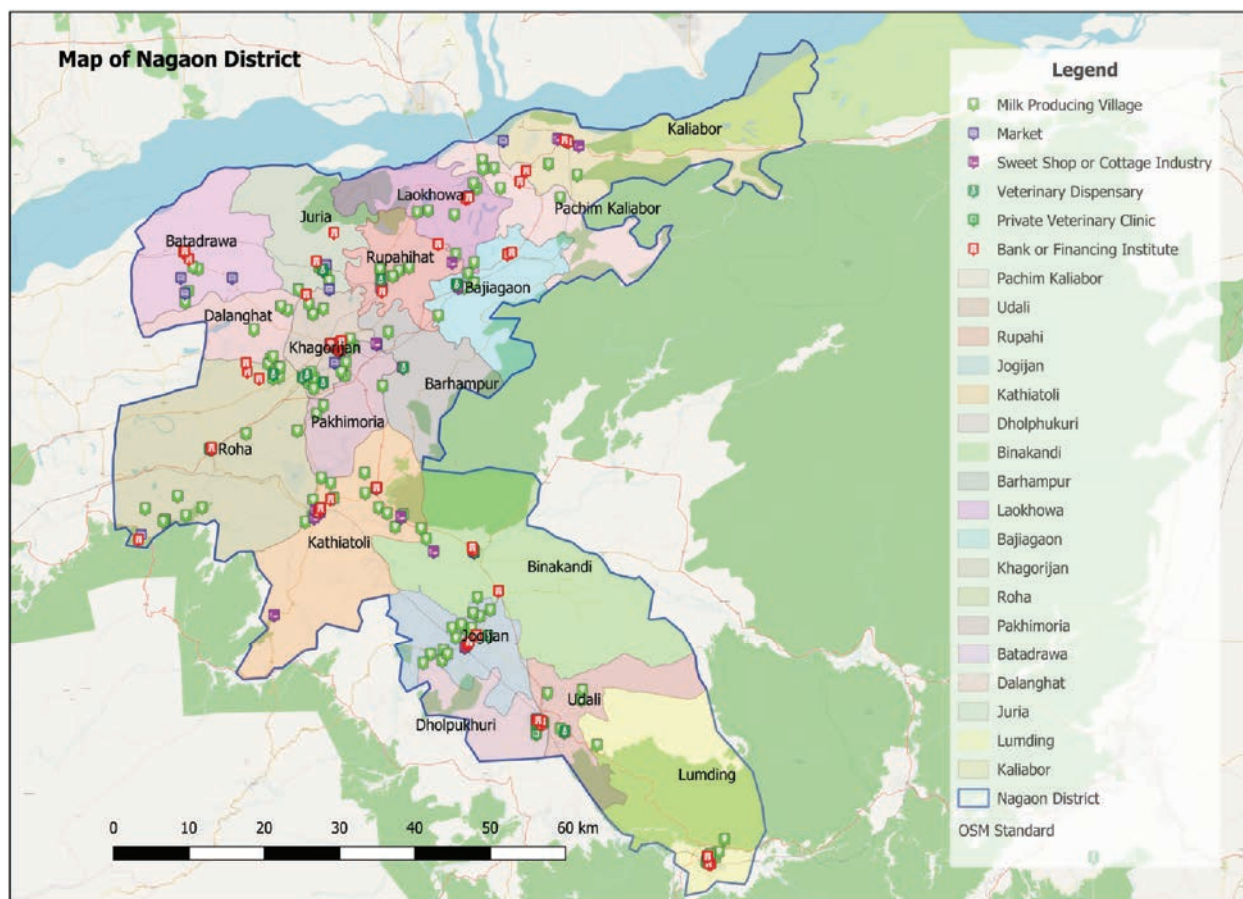 Map of Nagaon District
Kaliabor
Laokhowa
Pachim Kaliabor
Juria
Batadrawa
Rupahihat
Bajiagaon
Dalanghat
Khagorijan
Barhampur
Pakhimoria
Roha
Kathiatoli
Binakandi
Jogijan
Udali
Dholpukhuri
Lumding
0 10 20 30 40 50 60 km
Legend
Milk Producing Village
Market
Sweet Shop or Cottage Industry
Veterinary Dispensary
Private Veterinary Clinic
Bank or Financing Institute
Pachim Kaliabor
Udali
Rupahi
Jogijan
Kathiatoli
Dholphukuri
Binakandi
Barhampur
Laokhowa
Bajiagaon
Khagorijan
Roha
Pakhimoria
Batadrawa
Dalanghat
Juria
Lumding
Kaliabor
Nagaon District
OSM Standard